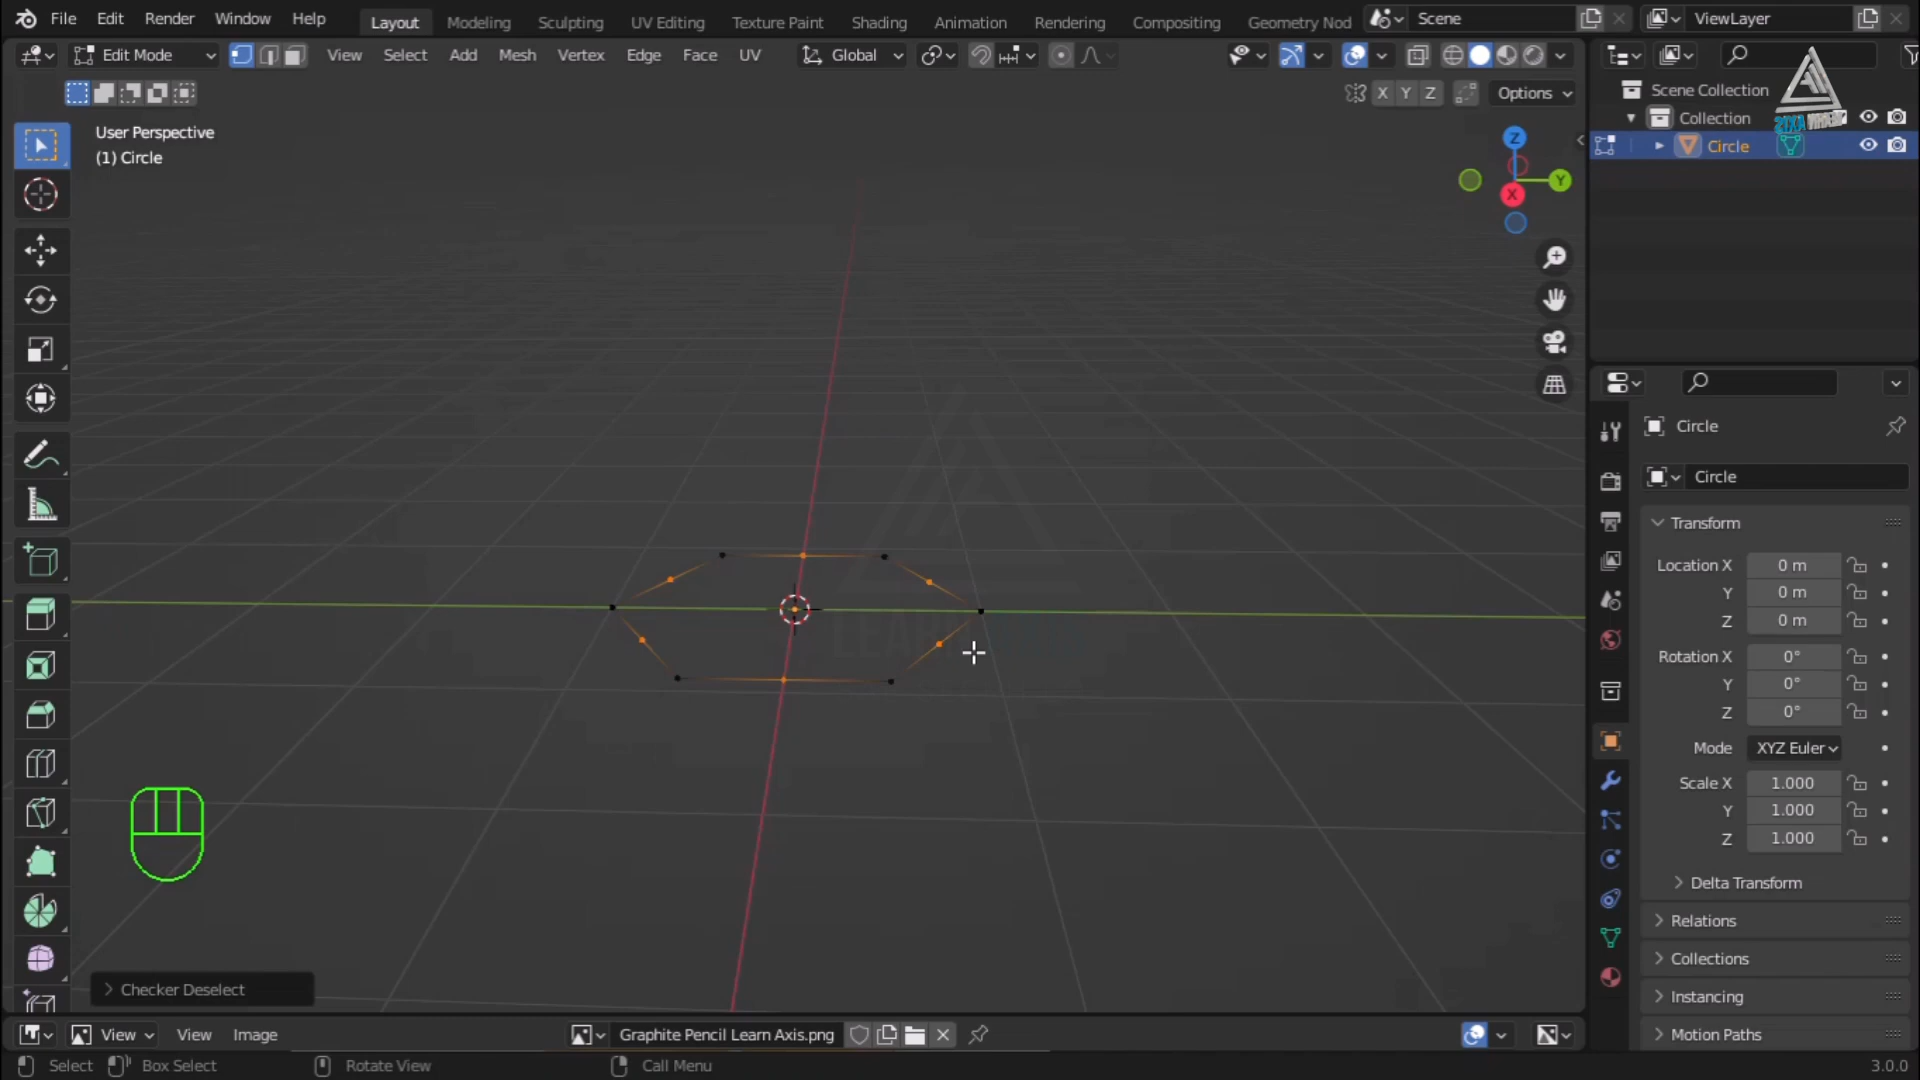 File Edit Render Window Help Layout Modeling Sculpting UV Editing Texture Paint Shading Animation Rendering Compositing Geometry Nod Scene ViewLayer
Edit Mode View Select Add Mesh Vertex Edge Face UV Global
X Y Z Options
User Perspective
(1) Circle
Scene Collection
Collection
Circle
Z
Y
X
Circle
Circle
Transform
Location X 0 m
Y 0 m
Z 0 m
Rotation X 0°
Y 0°
Z 0°
Mode XYZ Euler
Scale X 1.000
Y 1.000
Z 1.000
Delta Transform
Relations
Collections
Instancing
Motion Paths
LEARN
Checker Deselect
View View Image Graphite Pencil Learn Axis.png
Select Box Select Rotate View Call Menu 3.0.0